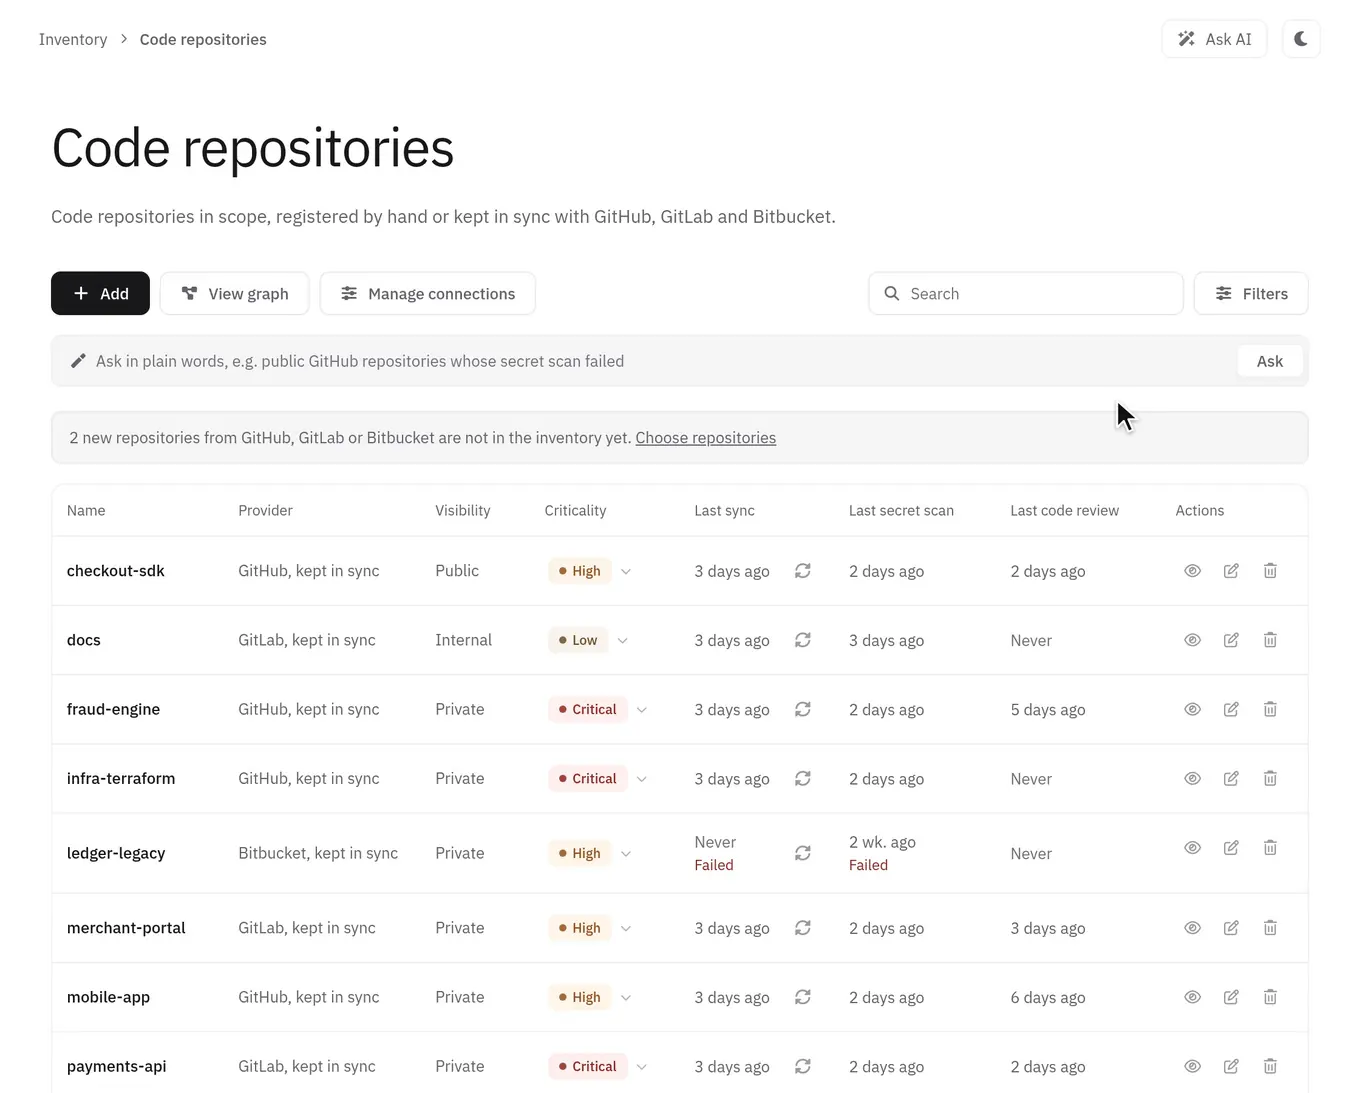 Inventory > Code repositories
Ask AI
Code repositories
Code repositories in scope, registered by hand or kept in sync with GitHub, GitLab and Bitbucket.
Add
View graph
Manage connections
Search
Filters
Ask in plain words, e.g. public GitHub repositories whose secret scan failed
Ask
2 new repositories from GitHub, GitLab or Bitbucket are not in the inventory yet. Choose repositories
Name Provider Visibility Criticality Last sync Last secret scan Last code review Actions
checkout-sdk GitHub, kept in sync Public High 3 days ago 2 days ago 2 days ago
docs GitLab, kept in sync Internal Low 3 days ago 3 days ago Never
fraud-engine GitHub, kept in sync Private Critical 3 days ago 2 days ago 5 days ago
infra-terraform GitHub, kept in sync Private Critical 3 days ago 2 days ago Never
ledger-legacy Bitbucket, kept in sync Private High Never Failed 2 wk. ago Failed Never
merchant-portal GitLab, kept in sync Private High 3 days ago 2 days ago 3 days ago
mobile-app GitHub, kept in sync Private High 3 days ago 2 days ago 6 days ago
payments-api GitLab, kept in sync Private Critical 3 days ago 2 days ago 2 days ago